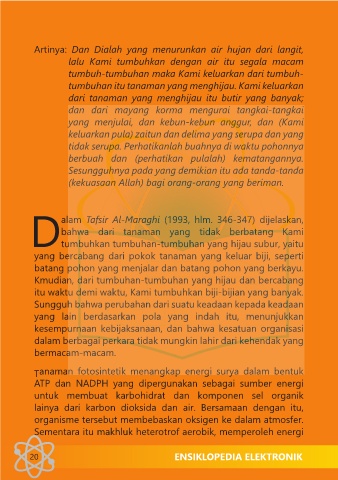 Artinya: Dan Dialah yang menurunkan air hujan dari langit,
lalu Kami tumbuhkan dengan air itu segala macam
tumbuh-tumbuhan maka Kami keluarkan dari tumbuh-
tumbuhan itu tanaman yang menghijau. Kami keluarkan
dari tanaman yang menghijau itu butir yang banyak;
dan dari mayang korma mengurai tangkai-tangkai
yang menjulai, dan kebun-kebun anggur, dan (Kami
keluarkan pula) zaitun dan delima yang serupa dan yang
tidak serupa. Perhatikanlah buahnya di waktu pohonnya
berbuah dan (perhatikan pulalah) kematangannya.
Sesungguhnya pada yang demikian itu ada tanda-tanda
(kekuasaan Allah) bagi orang-orang yang beriman.
Dalam Tafsir Al-Maraghi (1993, hlm. 346-347) dijelaskan,
bahwa dari tanaman yang tidak berbatang Kami
tumbuhkan tumbuhan-tumbuhan yang hijau subur, yaitu
yang bercabang dari pokok tanaman yang keluar biji, seperti
batang pohon yang menjalar dan batang pohon yang berkayu.
Kmudian, dari tumbuhan-tumbuhan yang hijau dan bercabang
itu waktu demi waktu, Kami tumbuhkan biji-bijian yang banyak.
Sungguh bahwa perubahan dari suatu keadaan kepada keadaan
yang lain berdasarkan pola yang indah itu, menunjukkan
kesempurnaan kebijaksanaan, dan bahwa kesatuan organisasi
dalam berbagai perkara tidak mungkin lahir dari kehendak yang
bermacam-macam.
Tanaman fotosintetik menangkap energi surya dalam bentuk
ATP dan NADPH yang dipergunakan sebagai sumber energi
untuk membuat karbohidrat dan komponen sel organik
lainya dari karbon dioksida dan air. Bersamaan dengan itu,
organisme tersebut membebaskan oksigen ke dalam atmosfer.
Sementara itu makhluk heterotrof aerobik, memperoleh energi
20 ENSIKLOPEDIA ELEKTRONIK